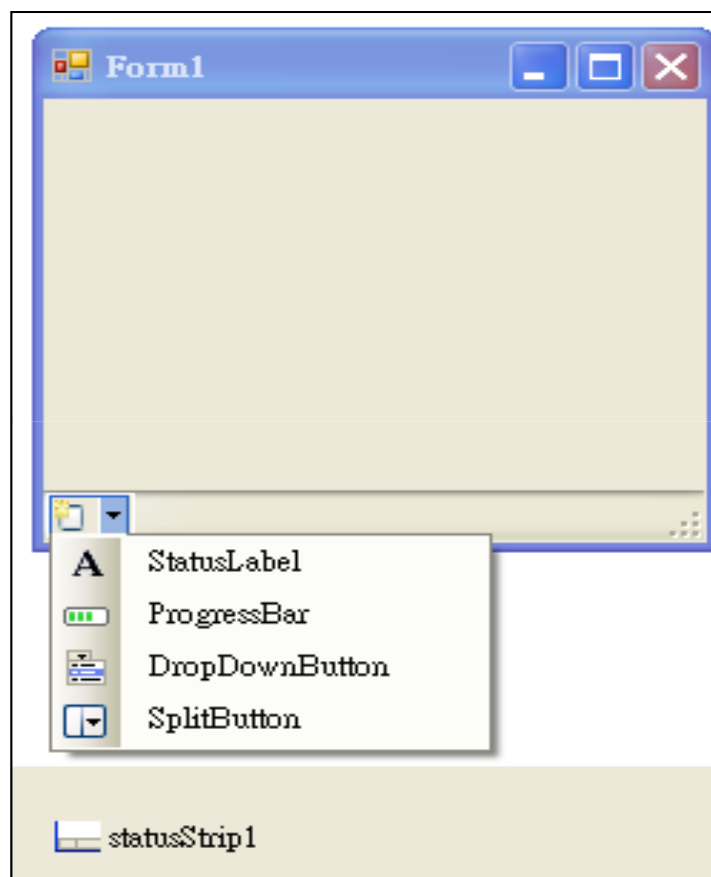 Form1
StatusLabel
ProgressBar
DropDownButton
SplitButton
statusStrip1